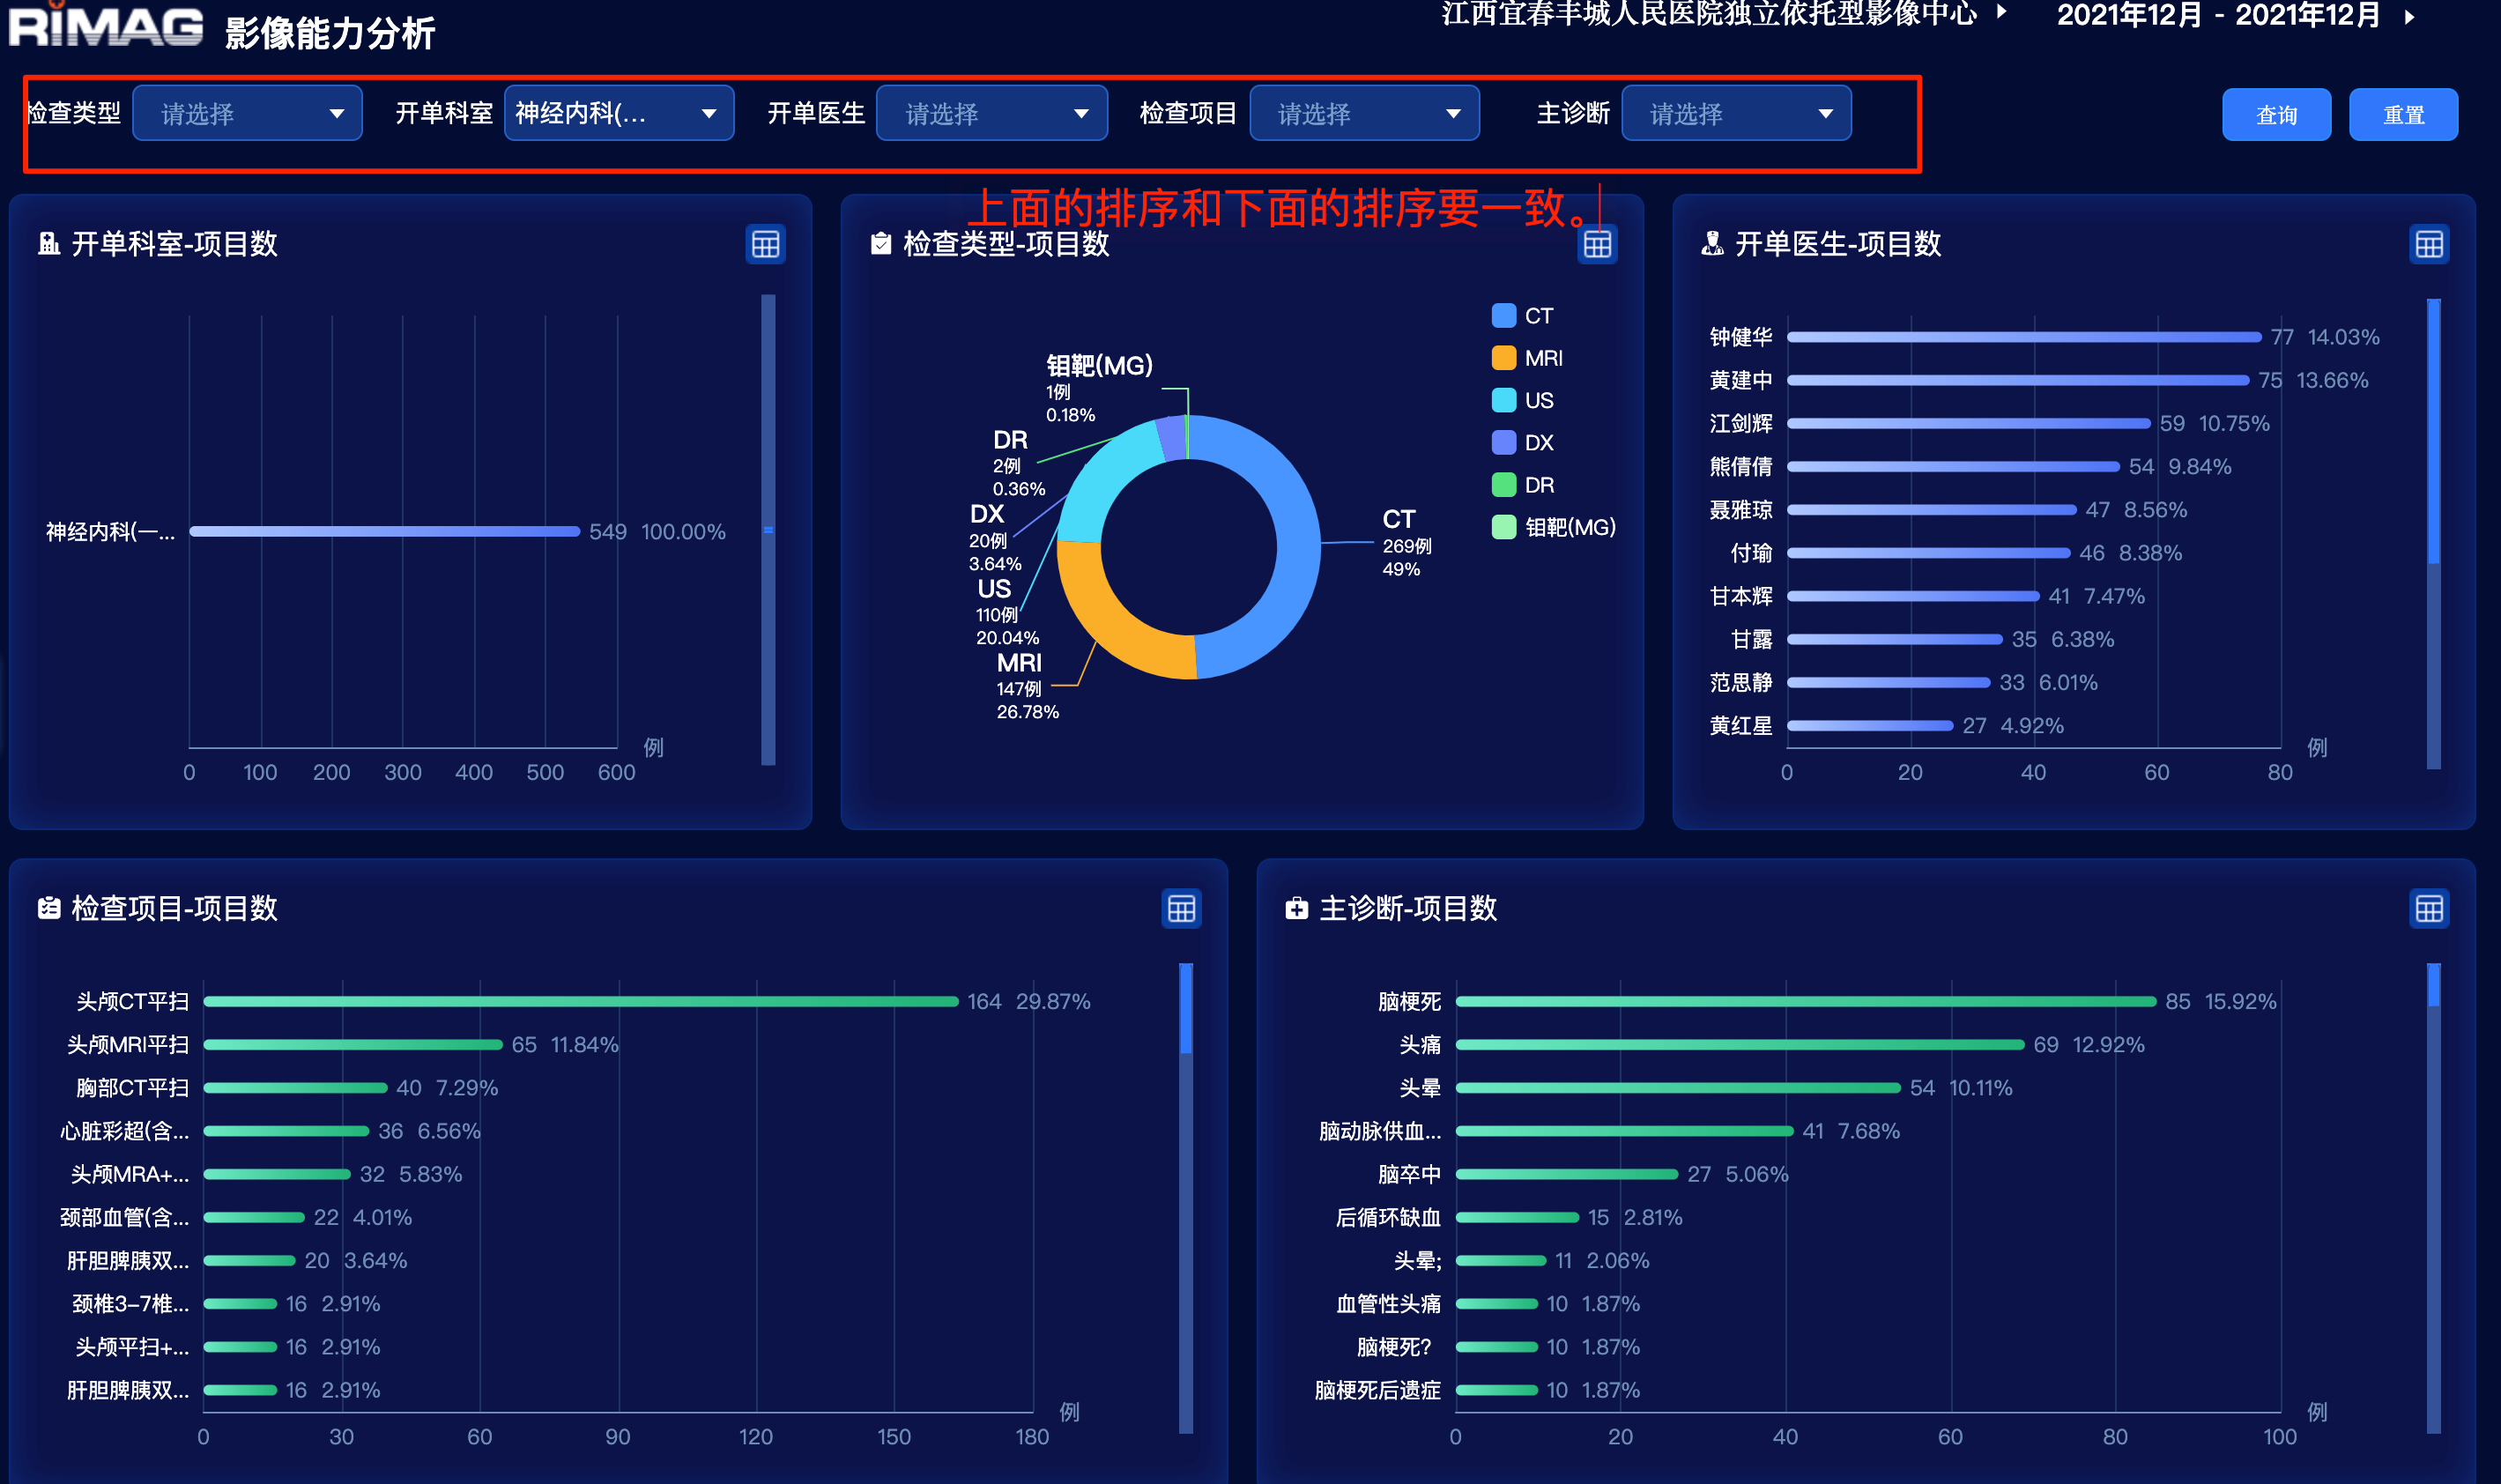 RiMAG 影像能力分析
江西宜春丰城人民医院独立依托型影像中心
2021年12月 - 2021年12月
检查类型 请选择 开单科室 神经内科(... 开单医生 请选择 检查项目 请选择 主诊断 请选择 查询 重置
上面的排序和下面的排序要一致。
开单科室-项目数
神经内科(一... 549 100.00%
例
0 100 200 300 400 500 600
检查类型-项目数
CT
MRI
US
DX
DR
钼靶(MG)
钼靶(MG)
1例
0.18%
DR
2例
0.36%
DX
20例
3.64%
US
110例
20.04%
MRI
147例
26.78%
CT
269例
49%
开单医生-项目数
钟健华 77 14.03%
黄建中 75 13.66%
江剑辉 59 10.75%
熊倩倩 54 9.84%
聂雅琼 47 8.56%
付瑜 46 8.38%
甘本辉 41 7.47%
甘露 35 6.38%
范思静 33 6.01%
黄红星 27 4.92%
例
0 20 40 60 80
检查项目-项目数
头颅CT平扫 164 29.87%
头颅MRI平扫 65 11.84%
胸部CT平扫 40 7.29%
心脏彩超(含... 36 6.56%
头颅MRA+... 32 5.83%
颈部血管(含... 22 4.01%
肝胆脾胰双... 20 3.64%
颈椎3-7椎... 16 2.91%
头颅平扫+... 16 2.91%
肝胆脾胰双... 16 2.91%
例
0 30 60 90 120 150 180
主诊断-项目数
脑梗死 85 15.92%
头痛 69 12.92%
头晕 54 10.11%
脑动脉供血... 41 7.68%
脑卒中 27 5.06%
后循环缺血 15 2.81%
头晕; 11 2.06%
血管性头痛 10 1.87%
脑梗死? 10 1.87%
脑梗死后遗症 10 1.87%
例
0 20 40 60 80 100